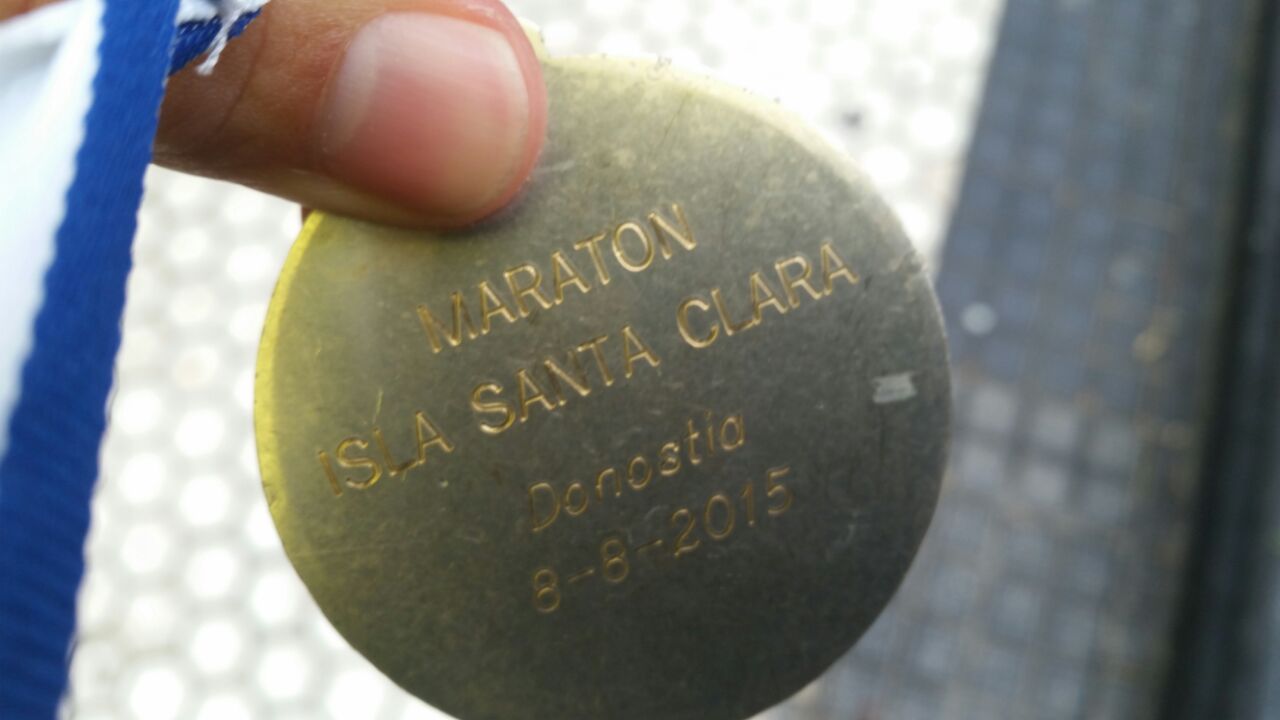 MARATON
ISLA SANTA CLARA
Donostia
8-8-2015